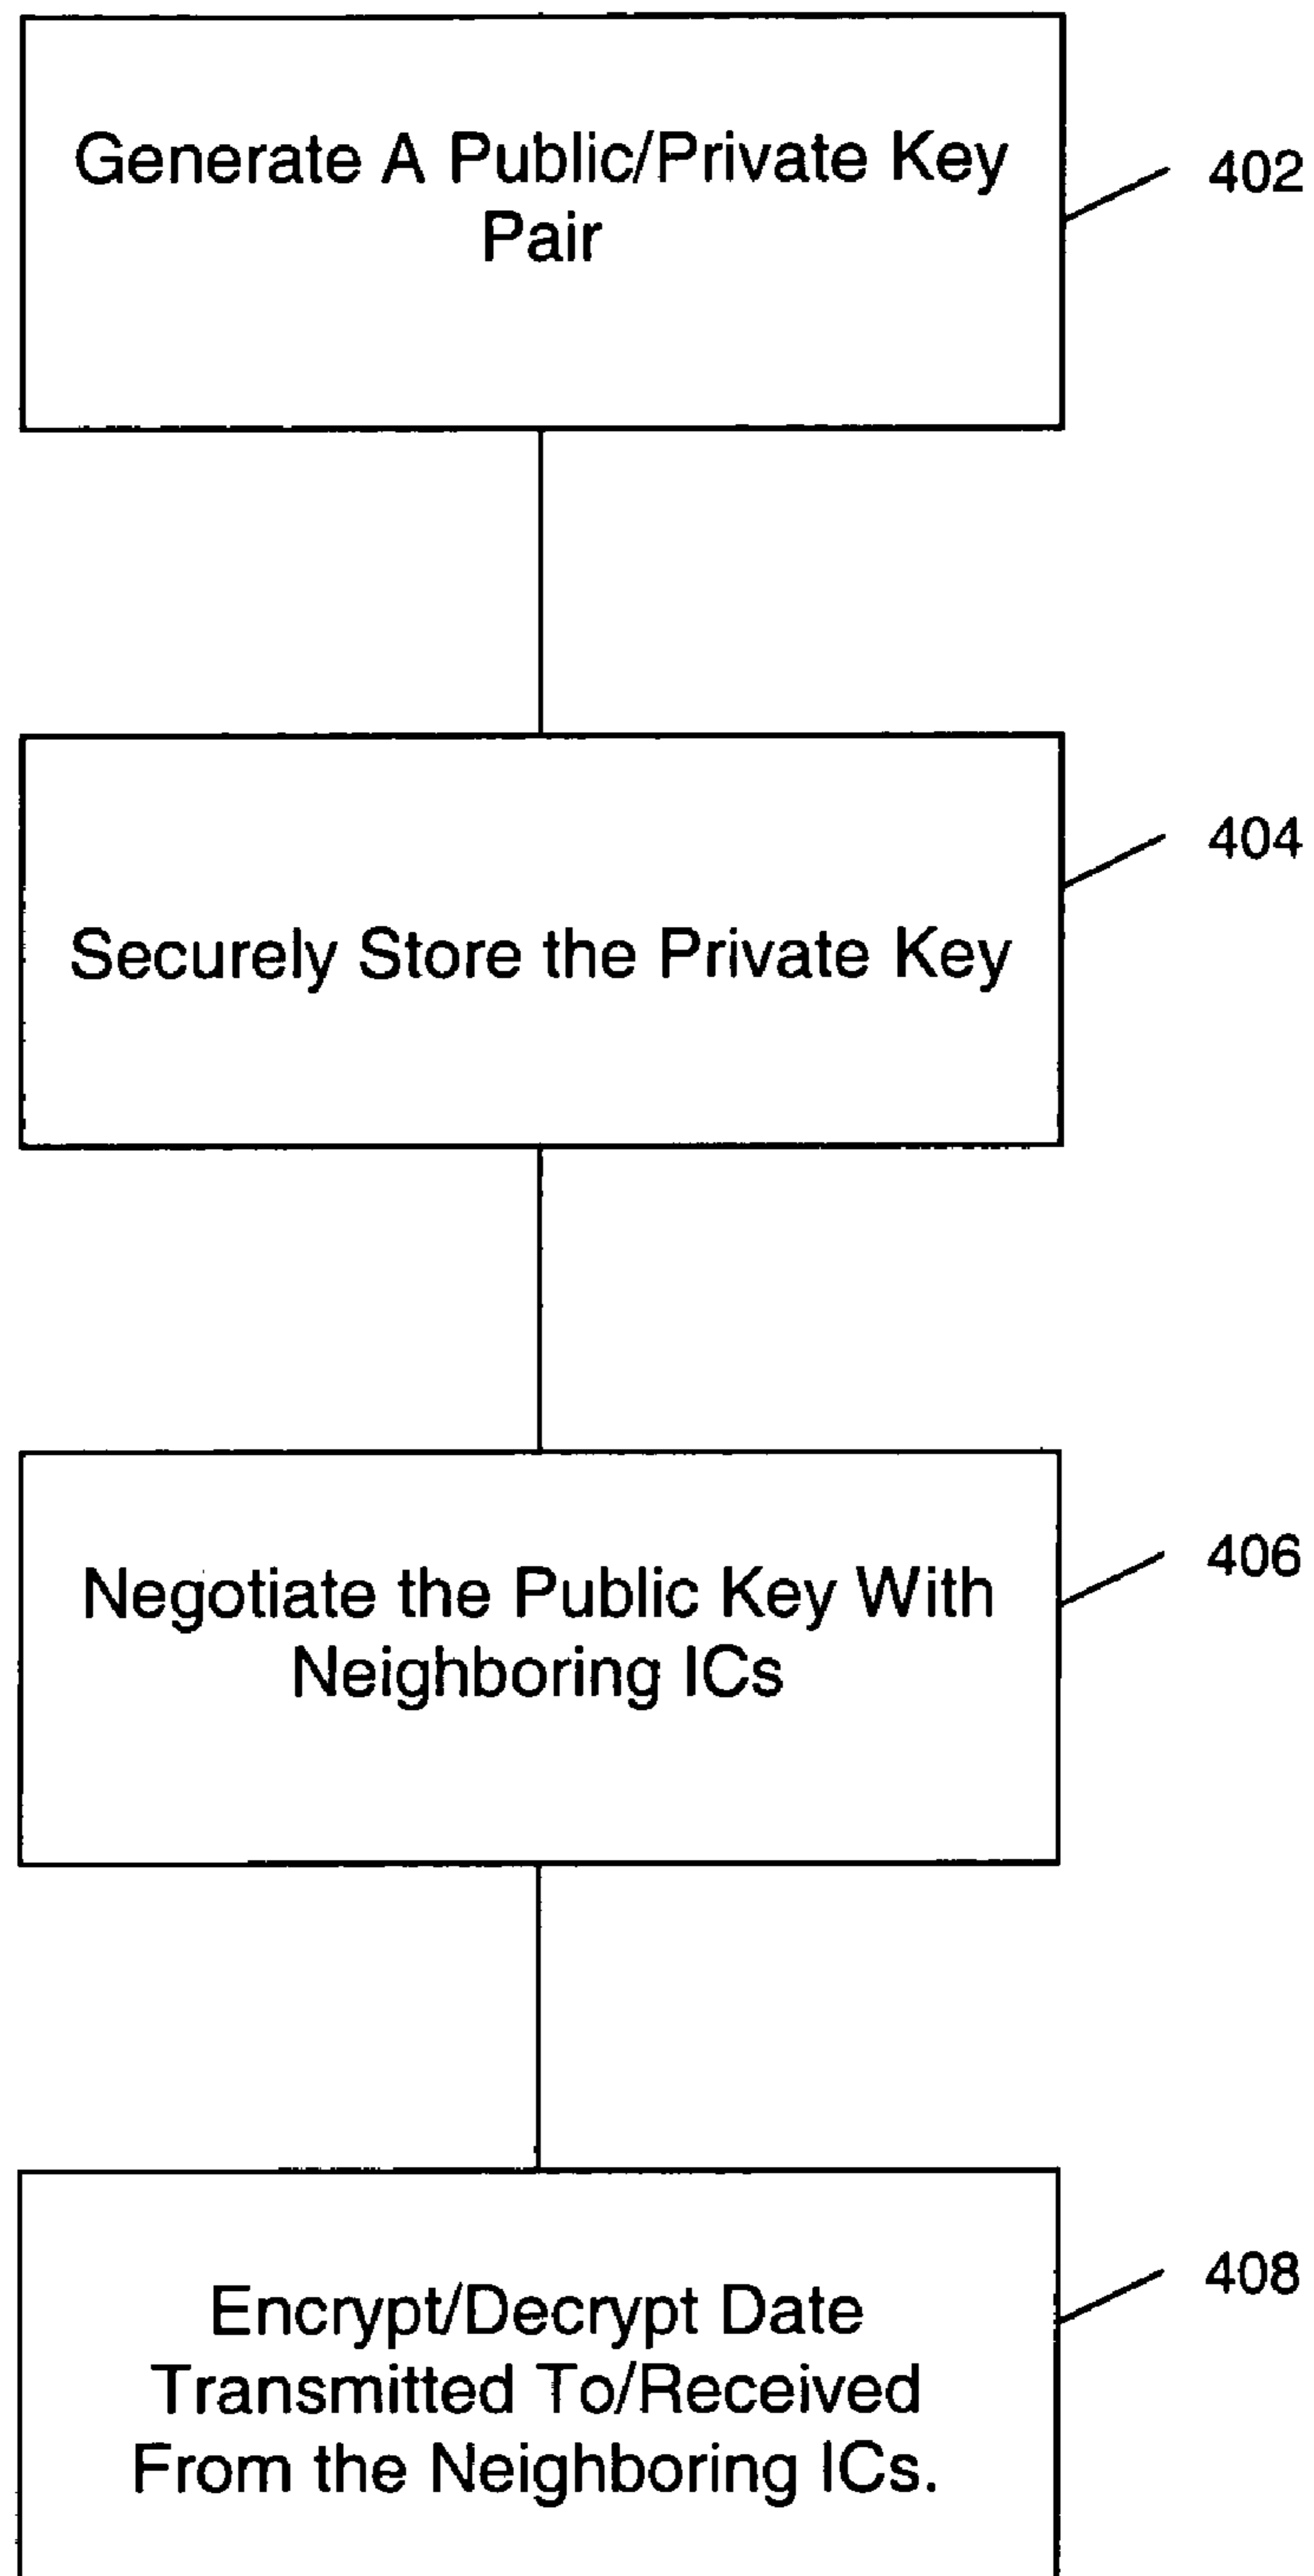 Generate A Public/Private Key
Pair
402
Securely Store the Private Key
404
Negotiate the Public Key With
Neighboring ICs
406
Encrypt/Decrypt Date
Transmitted To/Received
From the Neighboring ICs.
408